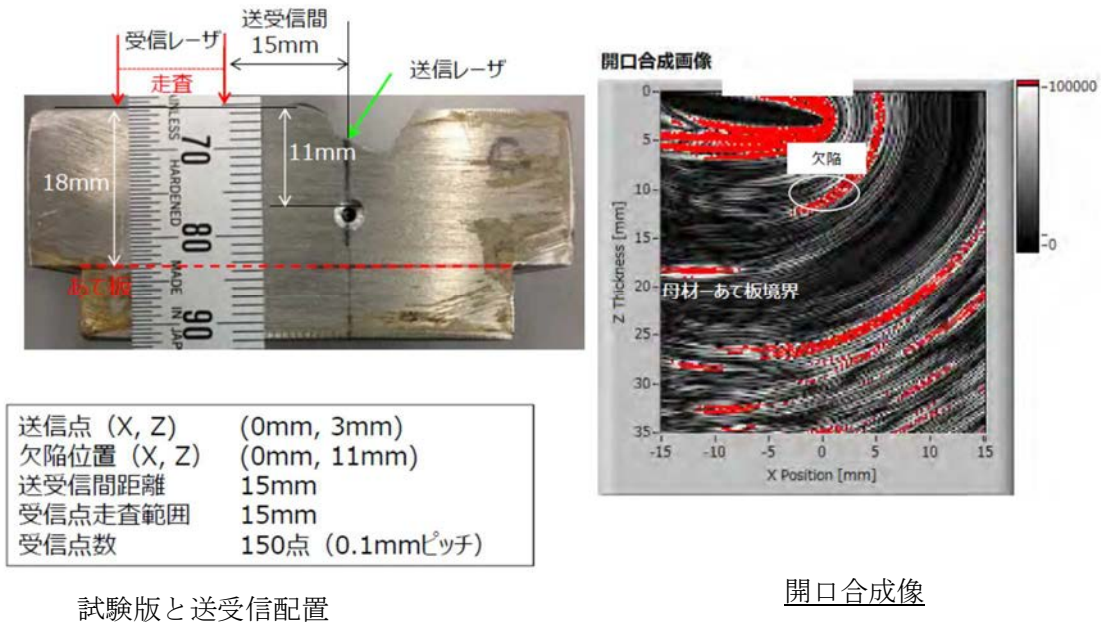 送受信間
受信レーザ
15mm
走査
送信レーザ
11mm
18mm
あて板
UNLESS HARDENED
MADE IN JAP
70
80
90
送信点（X, Z） (0mm, 3mm)
欠陥位置（X, Z） (0mm, 11mm)
送受信間距離 15mm
受信点走査範囲 15mm
受信点数 150点（0.1mmピッチ）
試験版と送受信配置
開口合成画像
100000
0
欠陥
母材－あて板境界
Z Thickness [mm]
0
5
10
15
20
25
30
35
-15 -10 -5 0 5 10 15
X Position [mm]
開口合成像